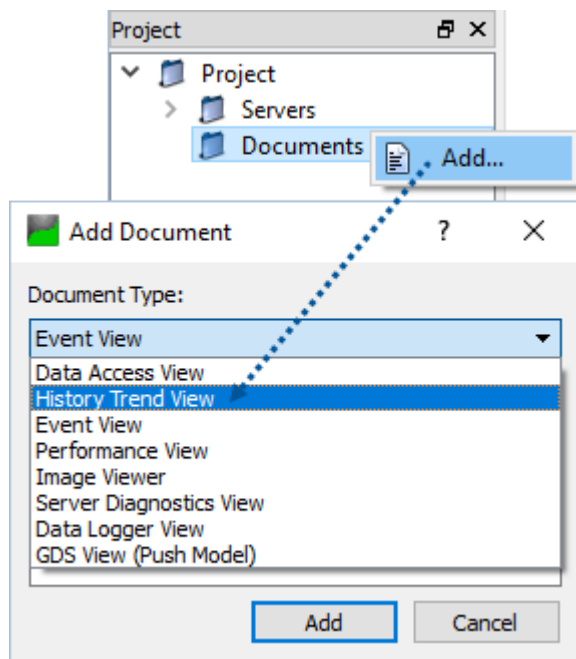 Project
Project
Servers
Documents
Add...
Add Document
?
Document Type:
Event View
Data Access View
History Trend View
Event View
Performance View
Image Viewer
Server Diagnostics View
Data Logger View
GDS View (Push Model)
Add Cancel